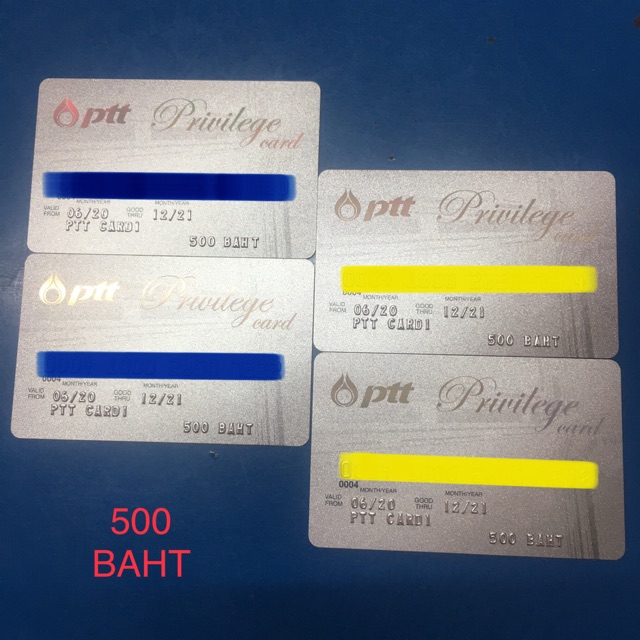 ptt Privilege
card
MONTH/YEAR MONTH/YEAR
VALID FROM 06/20 GOOD THRU 12/21
PTT CARD1
500 BAHT
ptt Privilege
card
0004
MONTH/YEAR MONTH/YEAR
VALID FROM 06/20 GOOD THRU 12/21
PTT CARD1
500 BAHT
ptt Privilege
card
0004
MONTH/YEAR MONTH/YEAR
VALID FROM 06/20 GOOD THRU 12/21
PTT CARD1
500 BAHT
ptt Privilege
card
0004
MONTH/YEAR MONTH/YEAR
VALID FROM 06/20 GOOD THRU 12/21
PTT CARD1
500 BAHT
500
BAHT